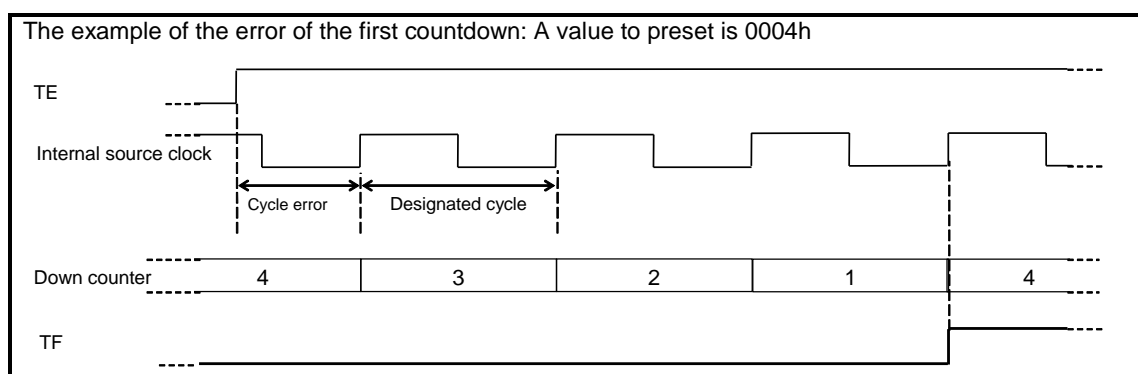 The example of the error of the first countdown: A value to preset is 0004h
TE
Internal source clock
Cycle error
Designated cycle
Down counter
4
3
2
1
4
TF